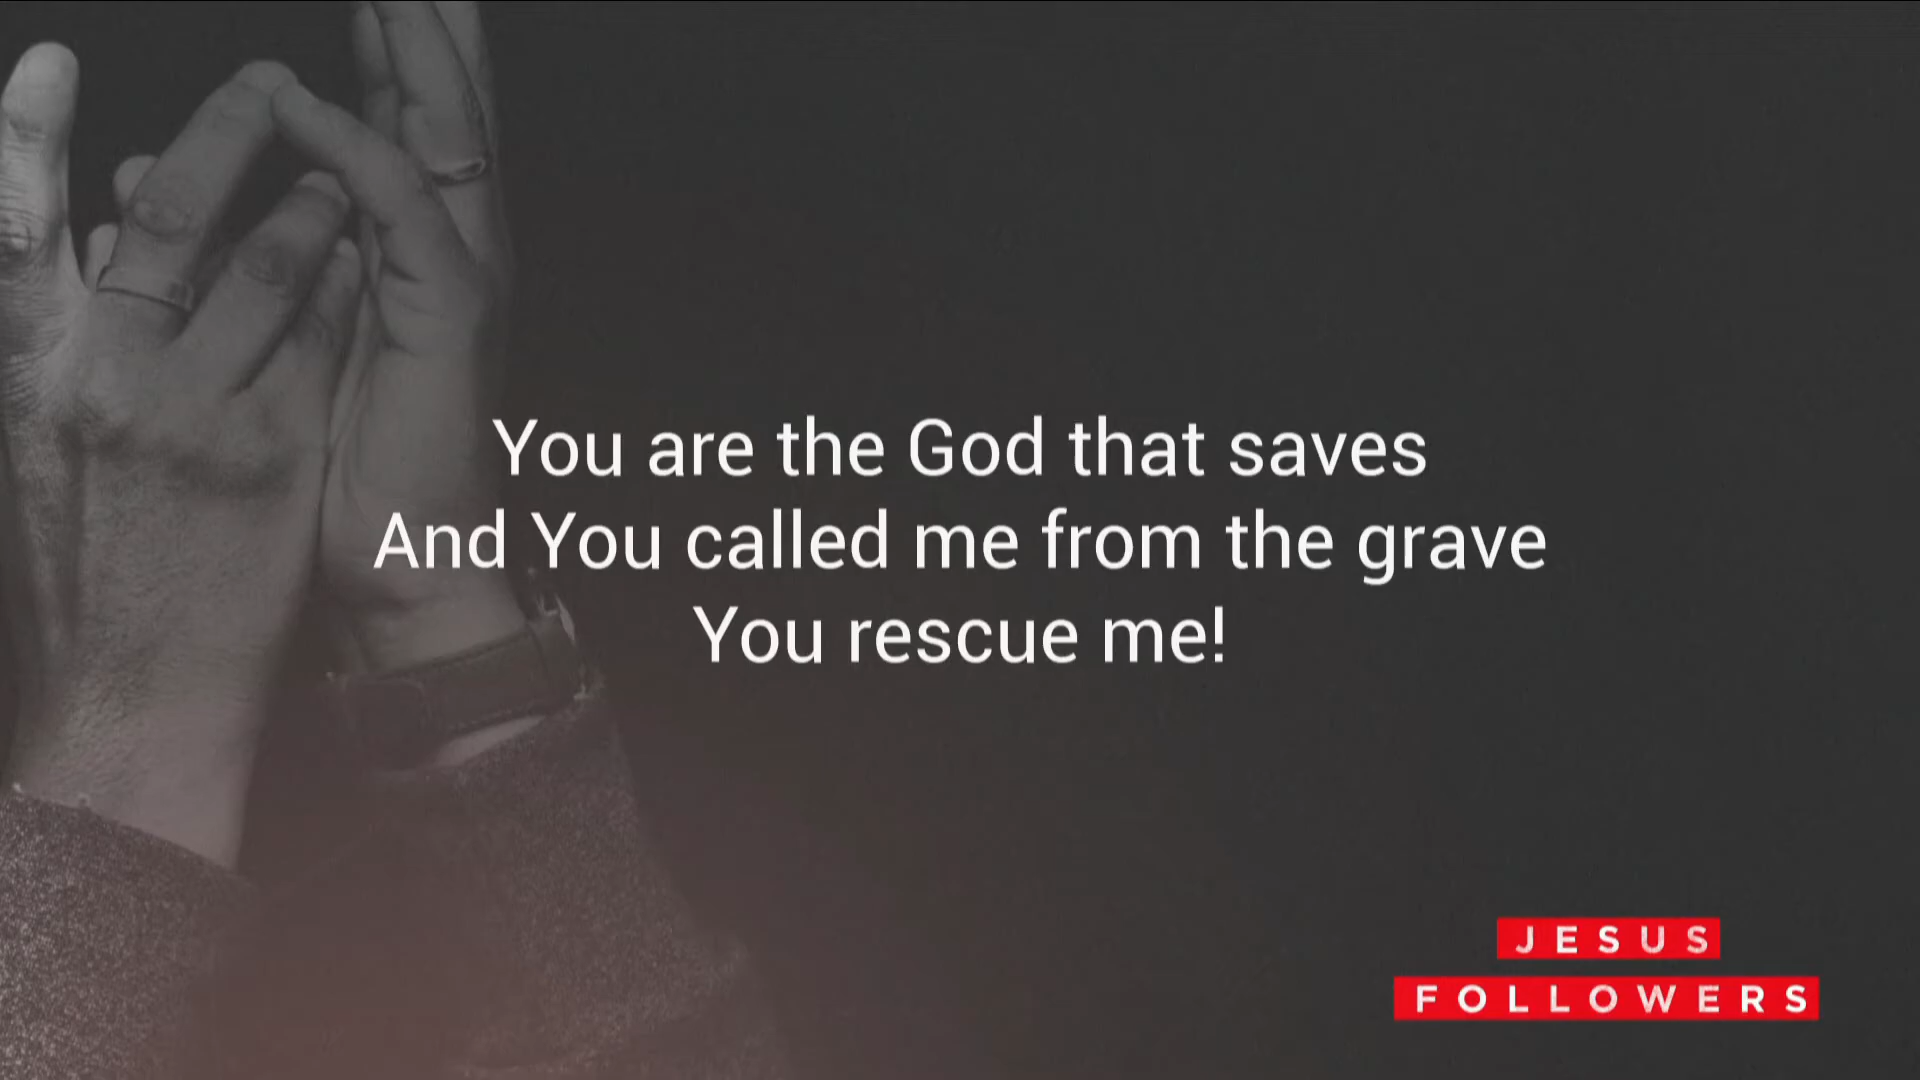 You are the God that saves
And You called me from the grave
You rescue me!
JESUS
FOLLOWERS